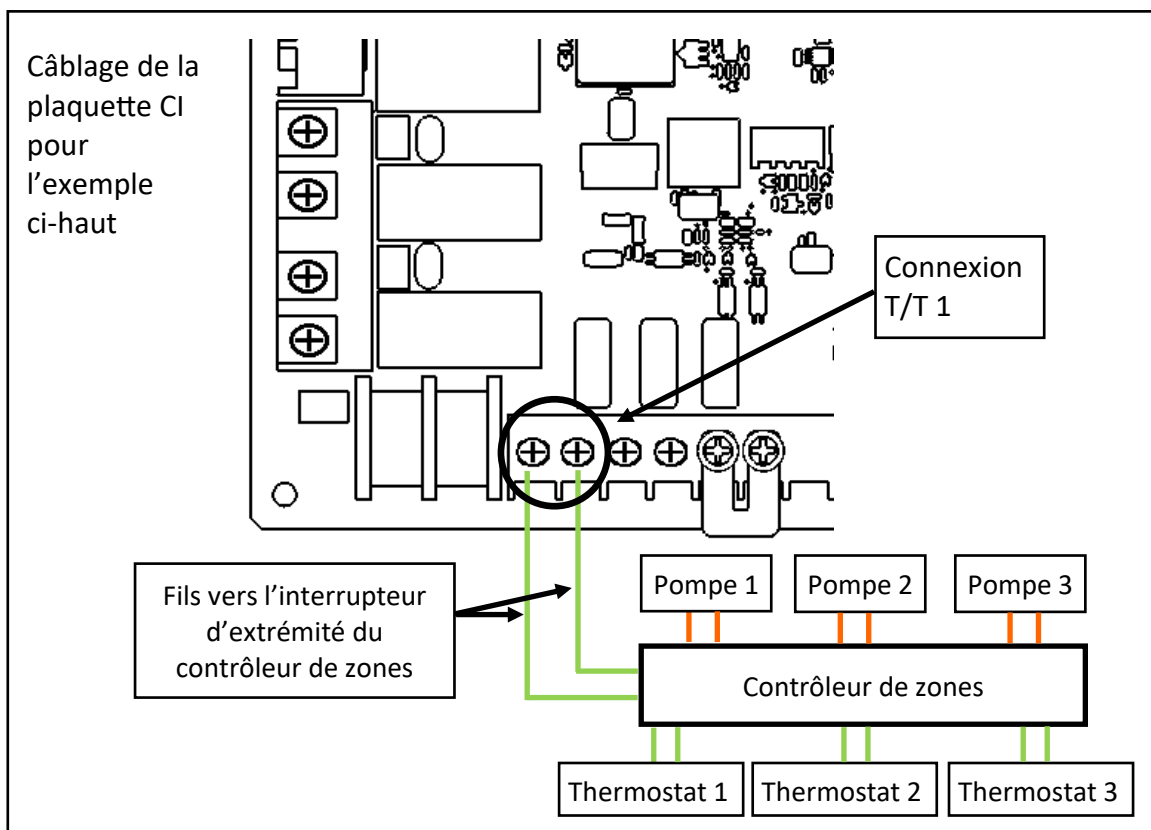 Câblage de la
plaquette CI
pour
l’exemple
ci-haut
Connexion
T/T 1
Fils vers l’interrupteur
d’extrémité du
contrôleur de zones
Pompe 1
Pompe 2
Pompe 3
Contrôleur de zones
Thermostat 1
Thermostat 2
Thermostat 3